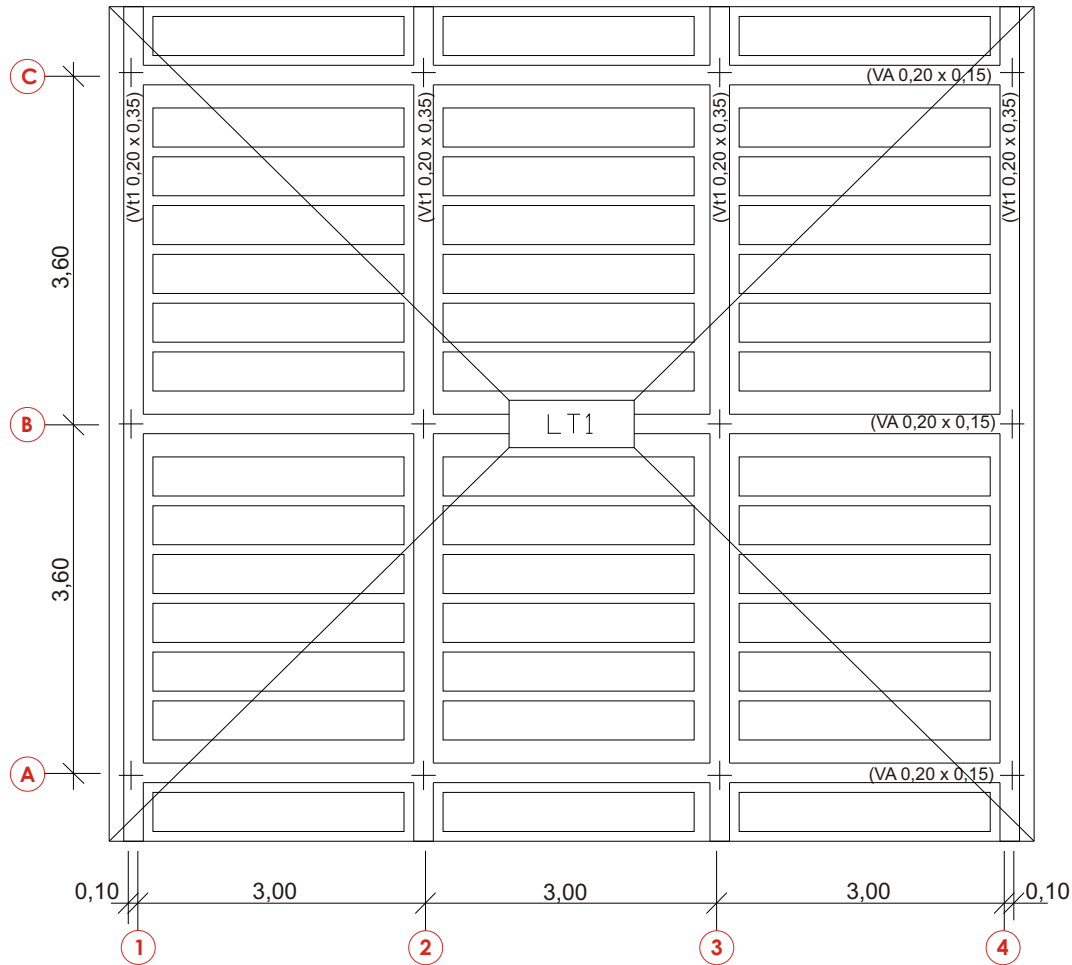 C
(VA 0,20 x 0,15)
(Vt1 0,20 x 0,35)
(Vt1 0,20 x 0,35)
(Vt1 0,20 x 0,35)
(Vt1 0,20 x 0,35)
3,60
B
LT1
(VA 0,20 x 0,15)
3,60
A
(VA 0,20 x 0,15)
0,10
3,00
3,00
3,00
0,10
1
2
3
4